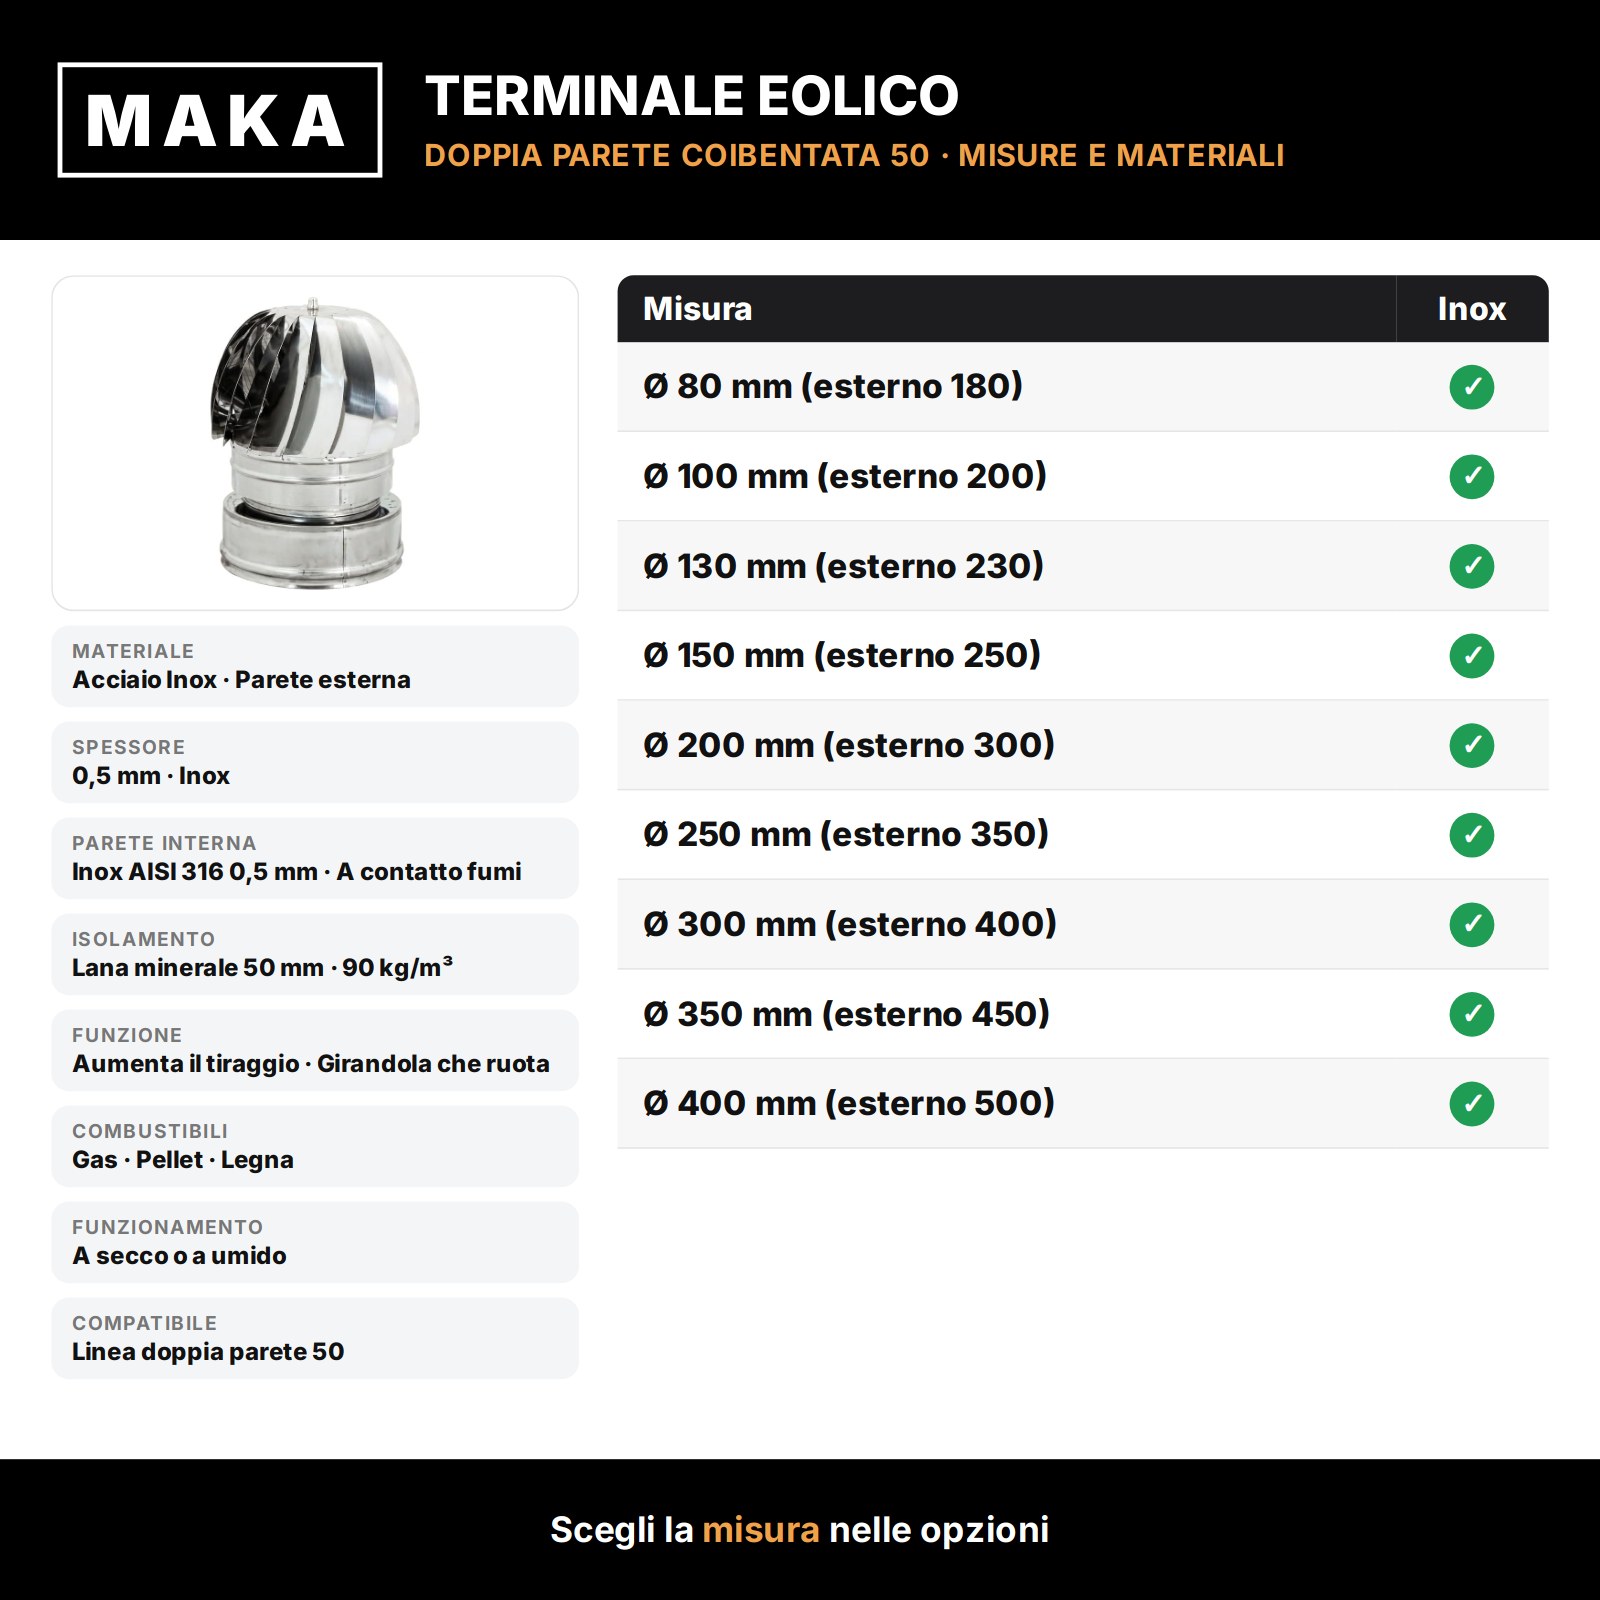 MAKA
TERMINALE EOLICO
DOPPIA PARETE COIBENTATA 50 · MISURE E MATERIALI
MATERIALE
Acciaio Inox · Parete esterna
SPESSORE
0,5 mm · Inox
PARETE INTERNA
Inox AISI 316 0,5 mm · A contatto fumi
ISOLAMENTO
Lana minerale 50 mm · 90 kg/m³
FUNZIONE
Aumenta il tiraggio · Girandola che ruota
COMBUSTIBILI
Gas · Pellet · Legna
FUNZIONAMENTO
A secco o a umido
COMPATIBILE
Linea doppia parete 50
Misura Inox
Ø 80 mm (esterno 180) ✓
Ø 100 mm (esterno 200) ✓
Ø 130 mm (esterno 230) ✓
Ø 150 mm (esterno 250) ✓
Ø 200 mm (esterno 300) ✓
Ø 250 mm (esterno 350) ✓
Ø 300 mm (esterno 400) ✓
Ø 350 mm (esterno 450) ✓
Ø 400 mm (esterno 500) ✓
Scegli la misura nelle opzioni